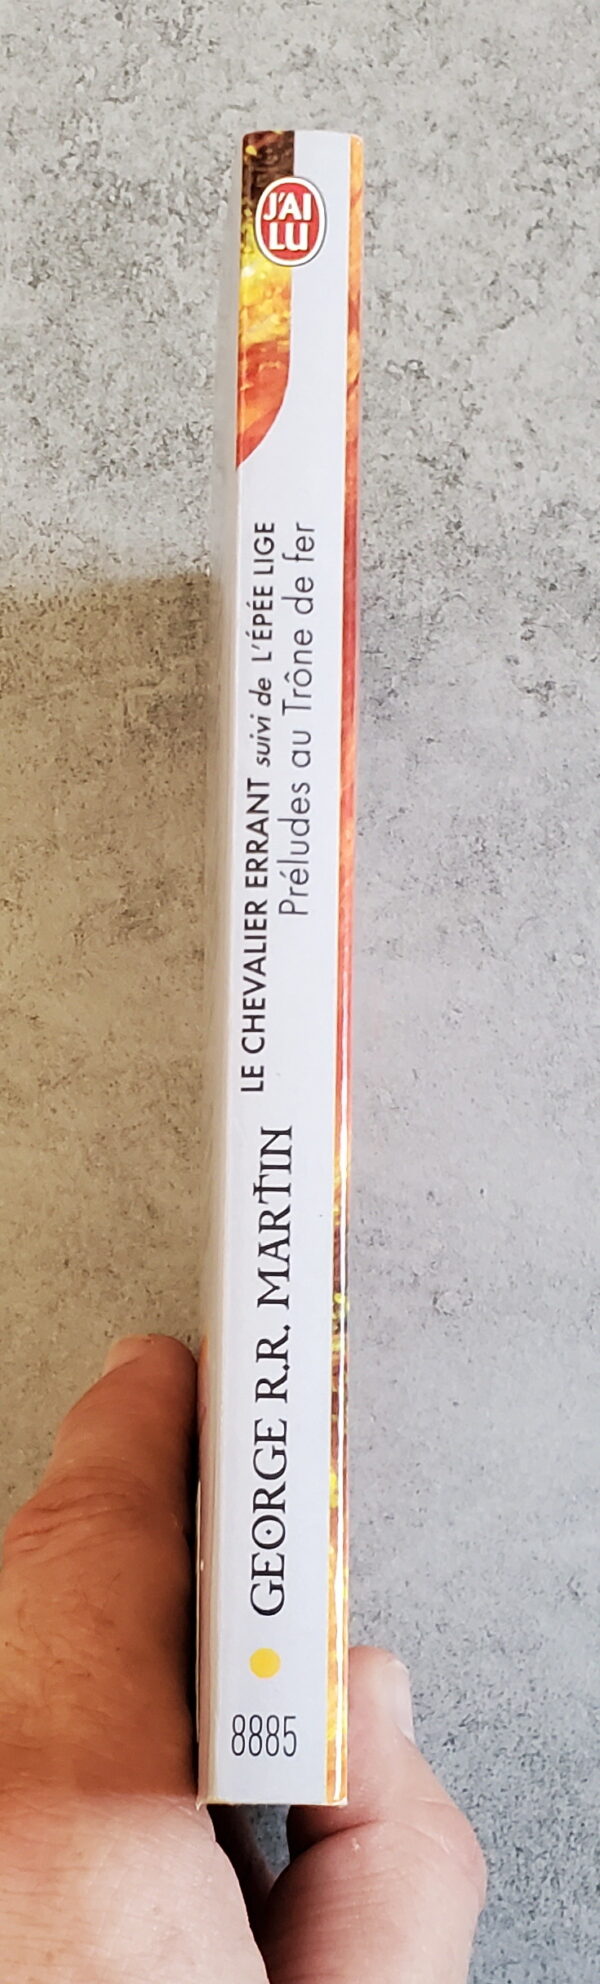 J'AI
LU
LE CHEVALIER ERRANT suivi de L'ÉPÉE LIGE
Préludes au Trône de fer
GEORGE R.R. MARTIN
8885